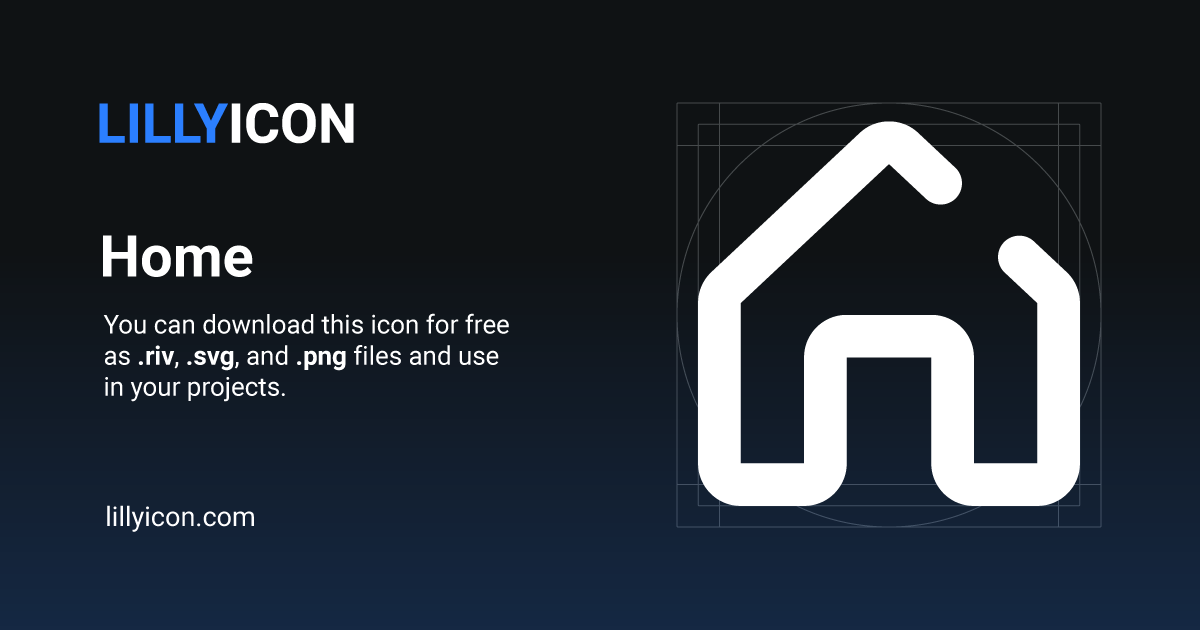 LILLYICON
Home
You can download this icon for free
as .riv, .svg, and .png files and use
in your projects.
lillyicon.com